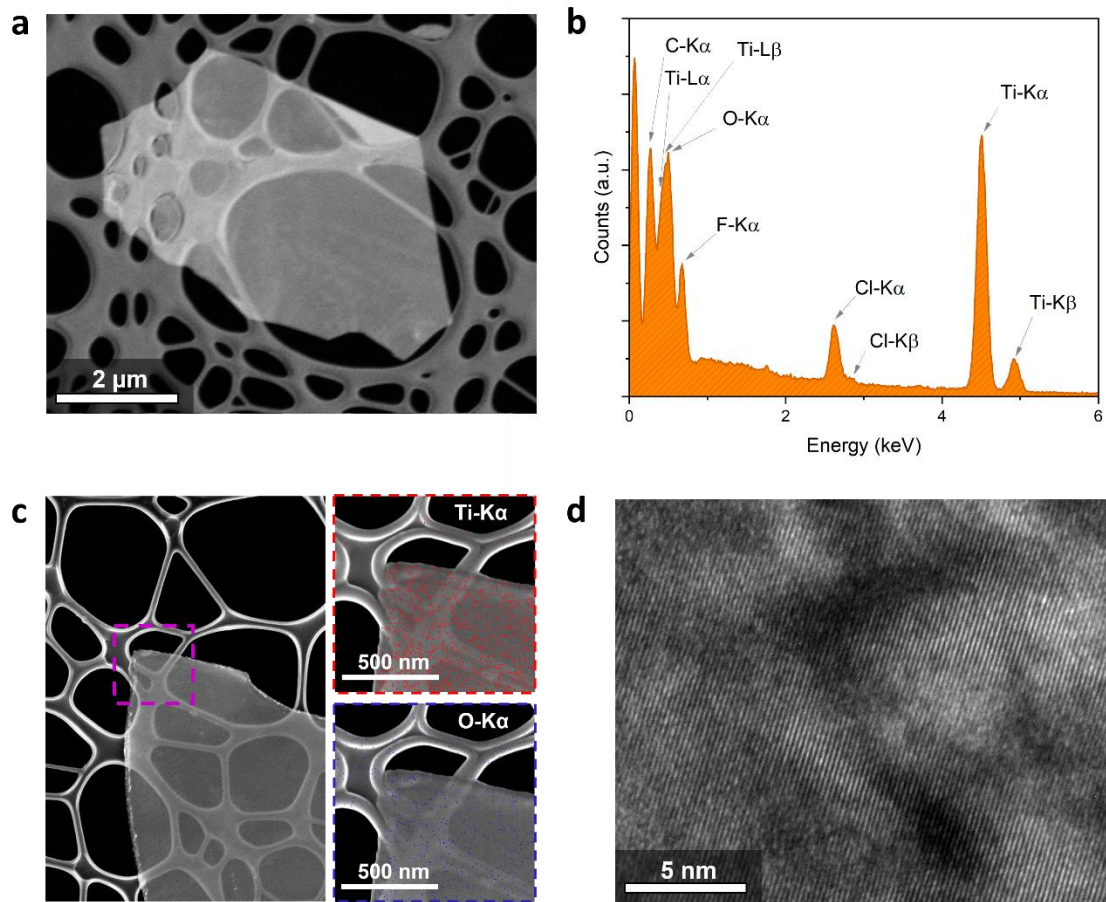 a
2 µm
b
C-Kα
Ti-Lα
Ti-Lβ
O-Kα
F-Kα
Cl-Kα
Cl-Kβ
Ti-Kα
Ti-Kβ
Counts (a.u.)
0
2
4
6
Energy (keV)
c
Ti-Kα
500 nm
O-Kα
500 nm
d
5 nm